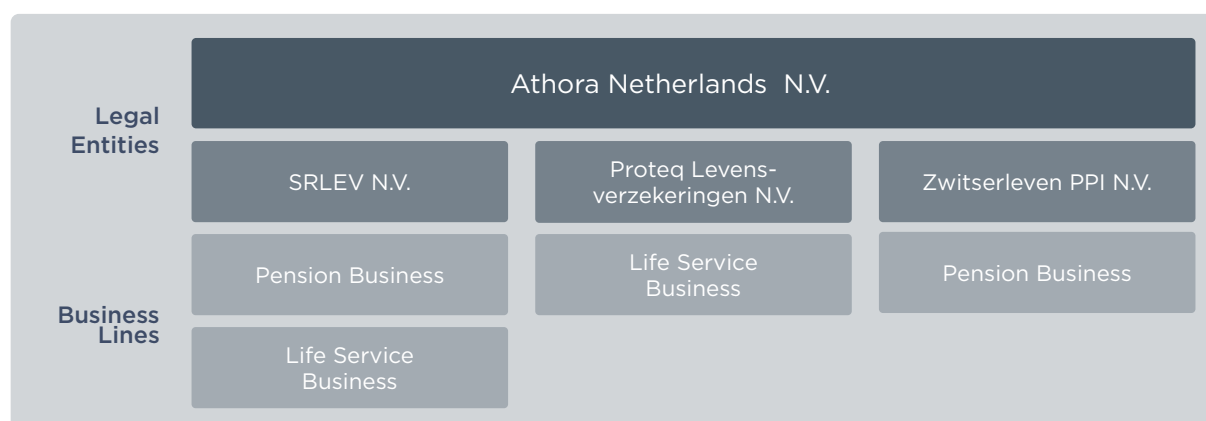 Athora Netherlands N.V.
Legal
Entities
SRLEV N.V.
Proteq Levens-
verzekeringen N.V.
Zwitserleven PPI N.V.
Pension Business
Life Service
Business
Pension Business
Business
Lines
Life Service
Business